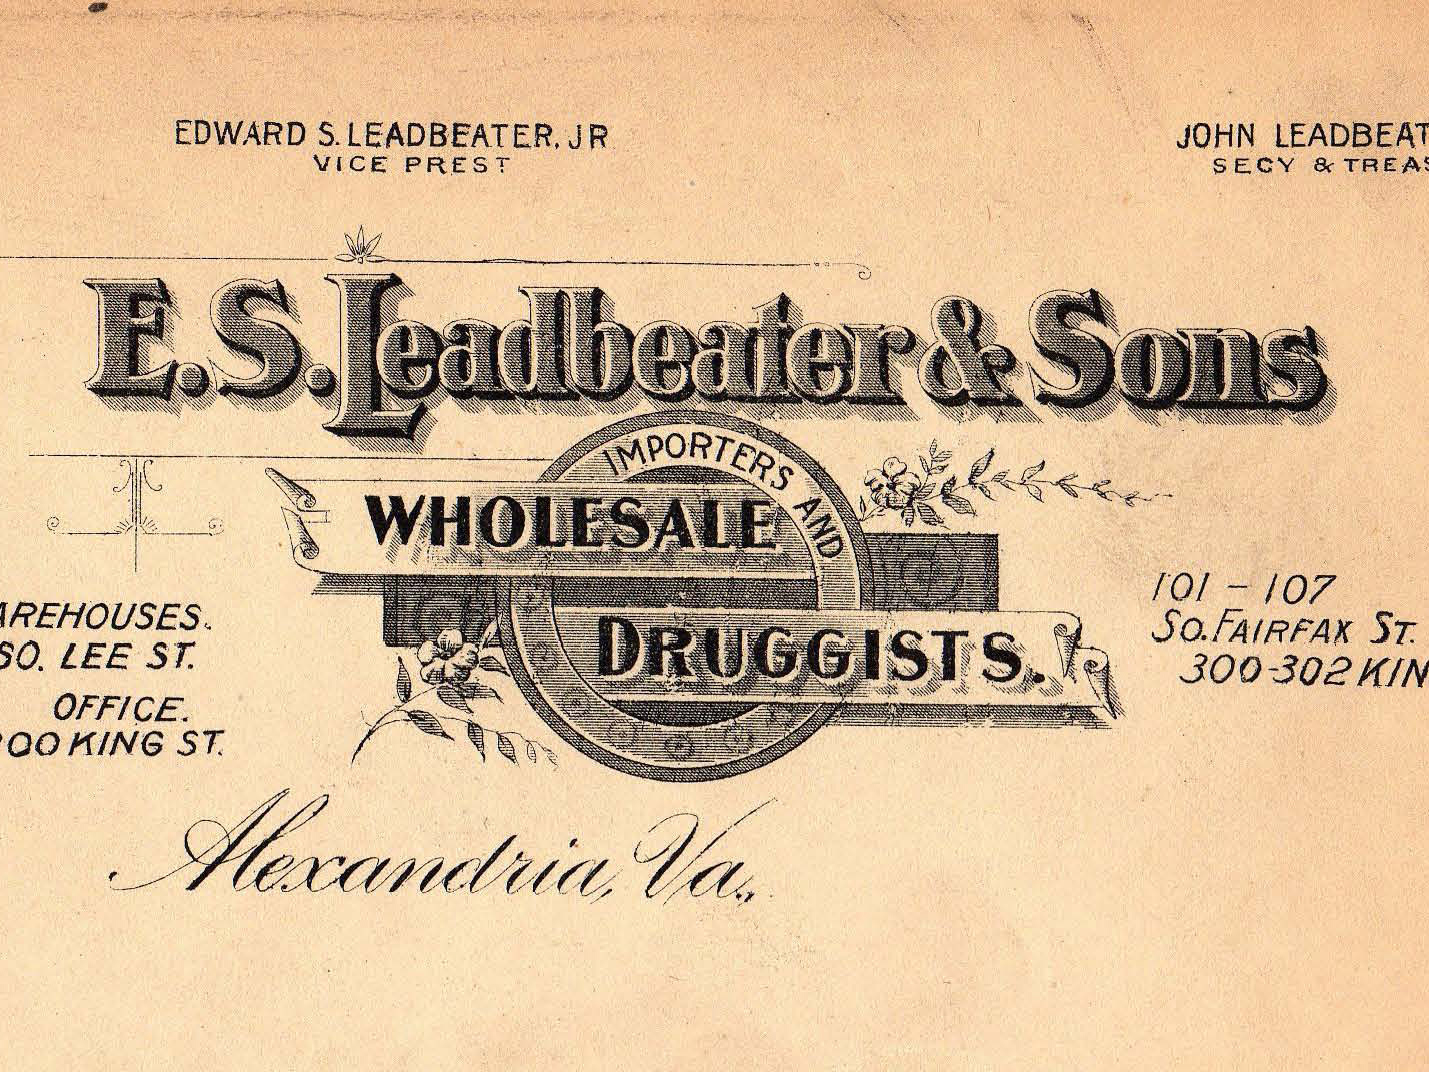 EDWARD S. LEADBEATER, JR
VICE PREST
JOHN LEADBEAT
SECY & TREAS
E.S. Leadbeater & Sons
IMPORTERS AND
WHOLESALE
DRUGGISTS.
AREHOUSES.
SO. LEE ST.
OFFICE.
200 KING ST.
101 - 107
SO. FAIRFAX ST.
300-302 KIN
Alexandria, Va.,